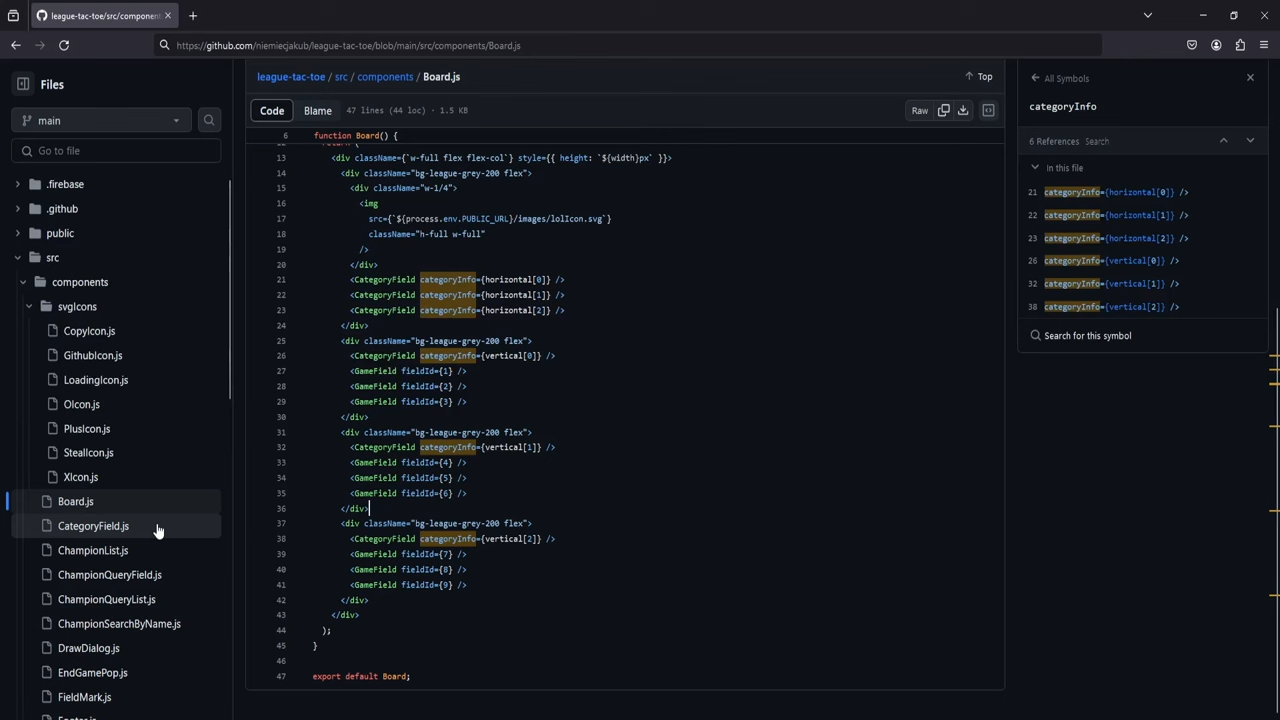 league-tac-toe/src/component
https://github.com/niemiecjakub/league-tac-toe/blob/main/src/components/Board.js
Files
main
Go to file
.firebase
.github
public
src
components
svgIcons
CopyIcon.js
GithubIcon.js
LoadingIcon.js
OIcon.js
PlusIcon.js
StealIcon.js
XIcon.js
Board.js
CategoryField.js
ChampionList.js
ChampionQueryField.js
ChampionQueryList.js
ChampionSearchByName.js
DrawDialog.js
EndGamePop.js
FieldMark.js
league-tac-toe / src / components / Board.js
Top
Code Blame 47 lines (44 loc) · 1.5 KB
Raw
6 function Board() {
13 <div className={`w-full flex flex-col`} style={{ height: `${width}px` }}>
14 <div className="bg-league-grey-200 flex">
15 <div className="w-1/4">
16 <img
17 src={`${process.env.PUBLIC_URL}/images/lolIcon.svg`}
18 className="h-full w-full"
19 />
20 </div>
21 <CategoryField categoryInfo={horizontal[0]} />
22 <CategoryField categoryInfo={horizontal[1]} />
23 <CategoryField categoryInfo={horizontal[2]} />
24 </div>
25 <div className="bg-league-grey-200 flex">
26 <CategoryField categoryInfo={vertical[0]} />
27 <GameField fieldId={1} />
28 <GameField fieldId={2} />
29 <GameField fieldId={3} />
30 </div>
31 <div className="bg-league-grey-200 flex">
32 <CategoryField categoryInfo={vertical[1]} />
33 <GameField fieldId={4} />
34 <GameField fieldId={5} />
35 <GameField fieldId={6} />
36 </div>
37 <div className="bg-league-grey-200 flex">
38 <CategoryField categoryInfo={vertical[2]} />
39 <GameField fieldId={7} />
40 <GameField fieldId={8} />
41 <GameField fieldId={9} />
42 </div>
43 </div>
44 );
45 }
46
47 export default Board;
All Symbols
categoryInfo
6 References Search
In this file
21 categoryInfo={horizontal[0]} />
22 categoryInfo={horizontal[1]} />
23 categoryInfo={horizontal[2]} />
26 categoryInfo={vertical[0]} />
32 categoryInfo={vertical[1]} />
38 categoryInfo={vertical[2]} />
Search for this symbol